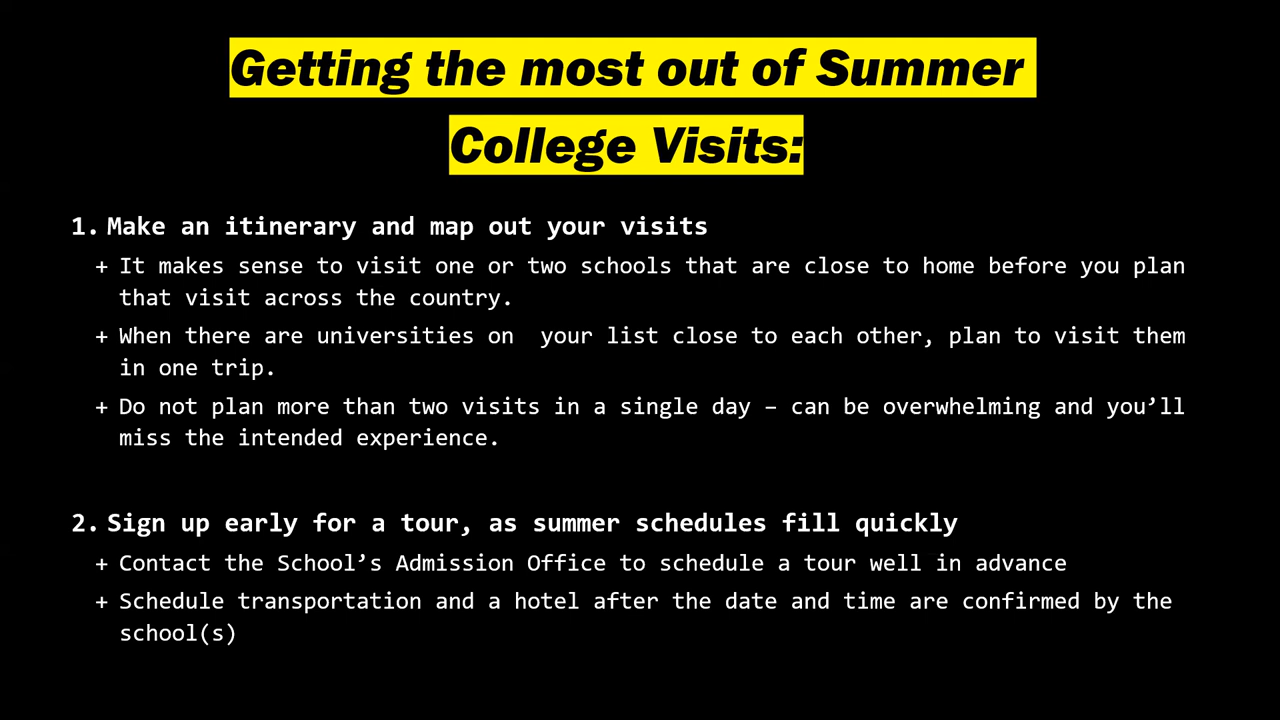 Getting the most out of Summer
College Visits:
1. Make an itinerary and map out your visits
+ It makes sense to visit one or two schools that are close to home before you plan
that visit across the country.
+ When there are universities on  your list close to each other, plan to visit them
in one trip.
+ Do not plan more than two visits in a single day – can be overwhelming and you’ll
miss the intended experience.
2. Sign up early for a tour, as summer schedules fill quickly
+ Contact the School’s Admission Office to schedule a tour well in advance
+ Schedule transportation and a hotel after the date and time are confirmed by the
school(s)